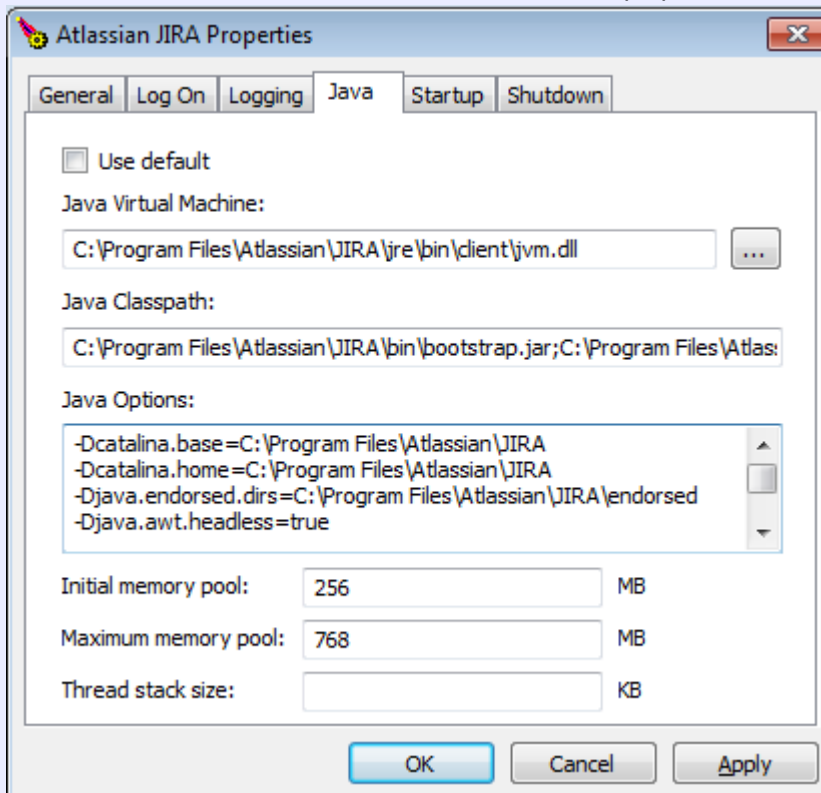 Atlassian JIRA Properties
General Log On Logging Java Startup Shutdown
Use default
Java Virtual Machine:
C:\Program Files\Atlassian\JIRA\jre\bin\client\jvm.dll ...
Java Classpath:
C:\Program Files\Atlassian\JIRA\bin\bootstrap.jar;C:\Program Files\Atlas
Java Options:
-Dcatalina.base=C:\Program Files\Atlassian\JIRA
-Dcatalina.home=C:\Program Files\Atlassian\JIRA
-Djava.endorsed.dirs=C:\Program Files\Atlassian\JIRA\endorsed
-Djava.awt.headless=true
Initial memory pool: 256 MB
Maximum memory pool: 768 MB
Thread stack size: KB
OK Cancel Apply